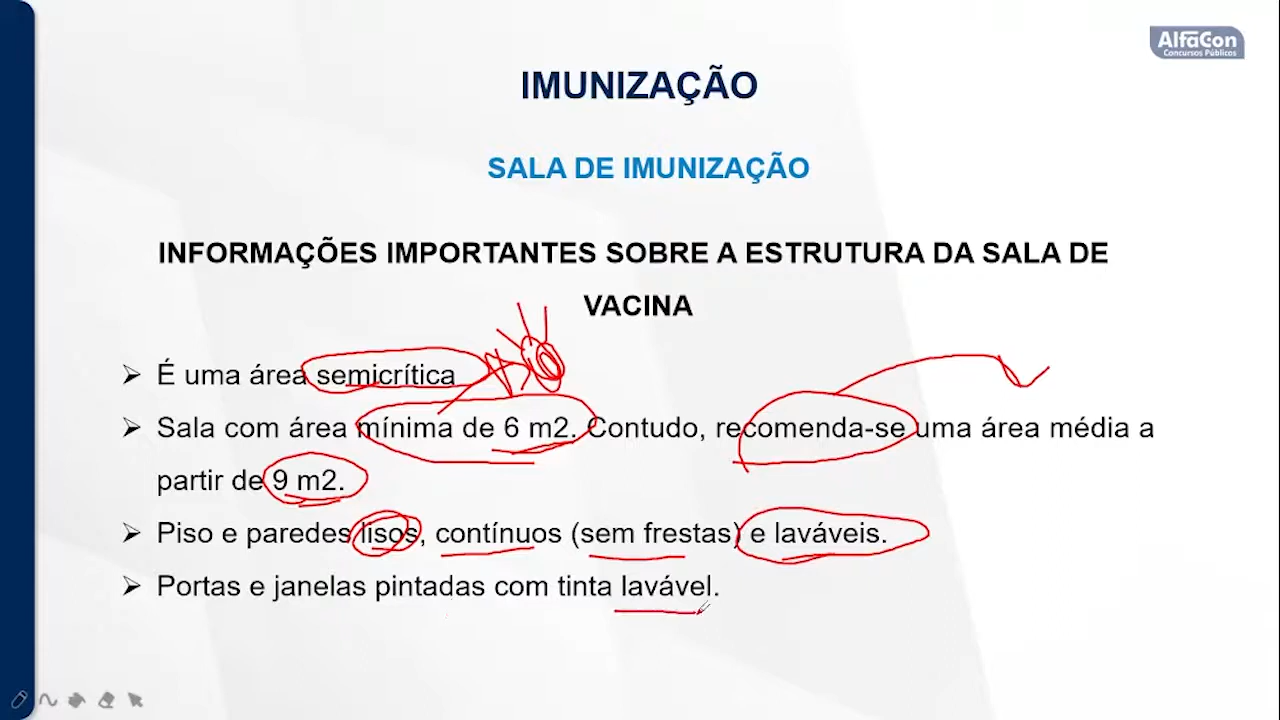 AlfaCon
Concursos Públicos
IMUNIZAÇÃO
SALA DE IMUNIZAÇÃO
INFORMAÇÕES IMPORTANTES SOBRE A ESTRUTURA DA SALA DE
VACINA
➢ É uma área semicrítica
➢ Sala com área mínima de 6 m2. Contudo, recomenda-se uma área média a
partir de 9 m2.
➢ Piso e paredes lisos, contínuos (sem frestas) e laváveis.
➢ Portas e janelas pintadas com tinta lavável.